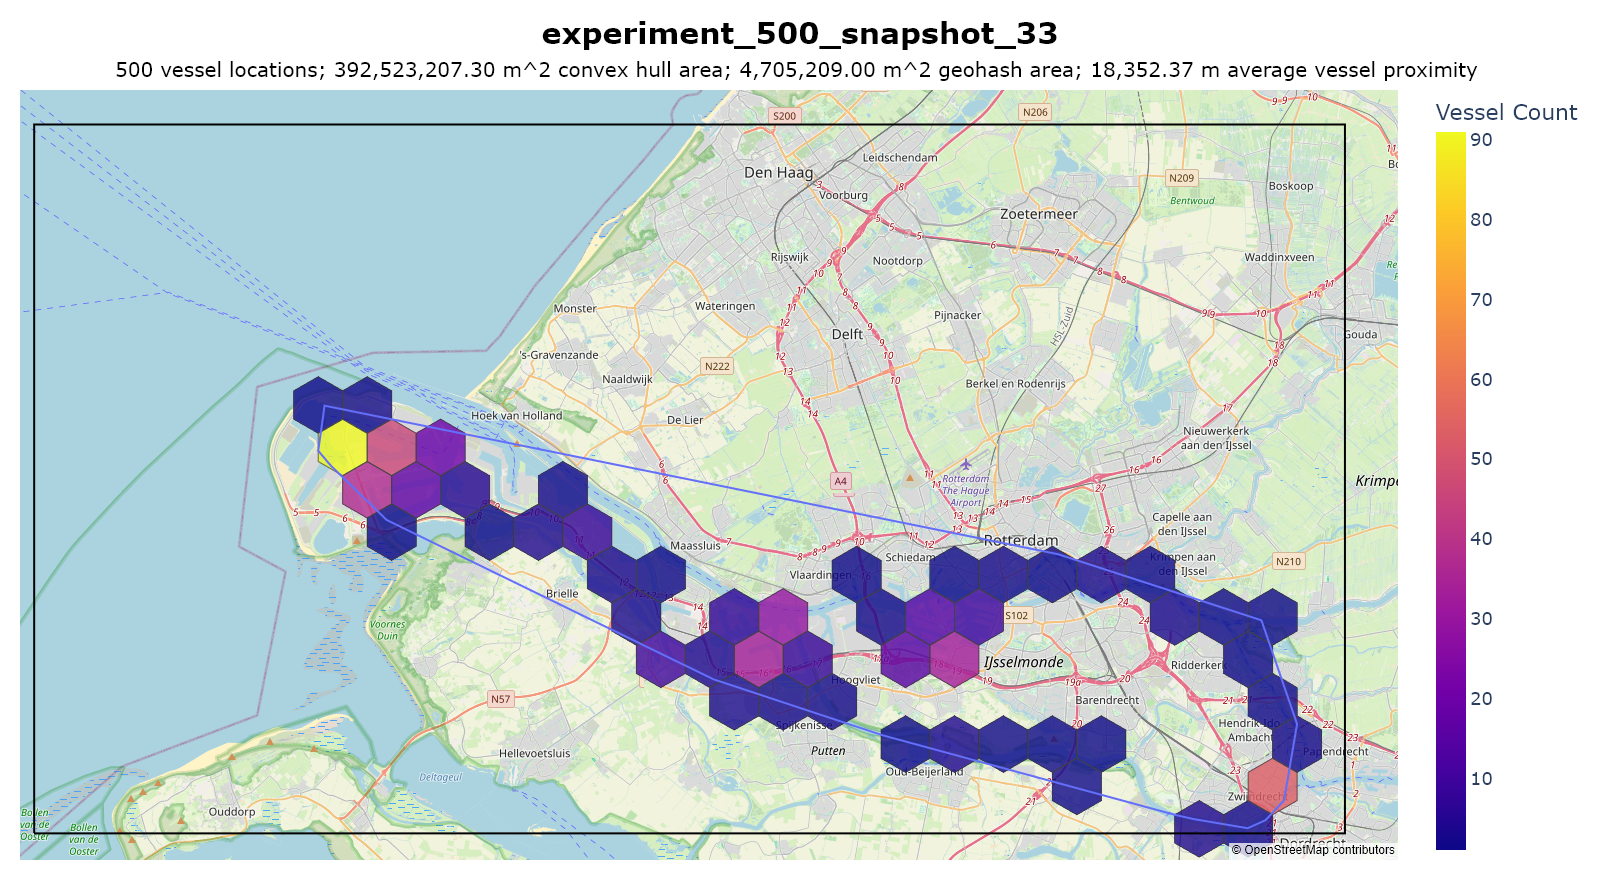 experiment_500_snapshot_33
500 vessel locations; 392,523,207.30 m^2 convex hull area; 4,705,209.00 m^2 geohash area; 18,352.37 m average vessel proximity
Vessel Count
90
80
70
60
50
40
30
20
10
S200
N206
Den Haag
Leidschendam
Voorburg
N209
Boskoop
Bentwoud
Zoetermeer
Rijswijk
Nootdorp
Waddinxveen
Monster
Wateringen
Pijnacker
HSL-Zuid
Delft
Gouda
's-Gravenzande
N222
Naaldwijk
Berkel en Rodenrijs
Hoek van Holland
De Lier
Nieuwerkerk
aan den IJssel
A4
Rotterdam
The Hague
Airport
Capelle aan
den IJssel
Rotterdam
Maassluis
Schiedam
Krimpen aan
den IJssel
N210
Vlaardingen
Brielle
S102
Voornes
Duin
IJsselmonde
Ridderkerk
Hoogvliet
N57
Barendrecht
Spijkenisse
Hendrik-Ido-
Ambacht
Papendrecht
Hellevoetsluis
Putten
Oud-Beijerland
Deltageul
Zwijndrecht
Ouddorp
Bollen
van de
Ooster
Bollen
van de
Ooster
Dordrecht
© OpenStreetMap contributors